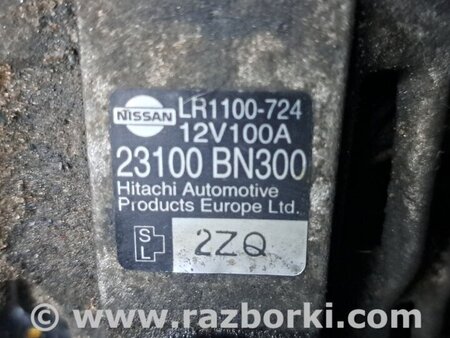 NISSAN
LR1100-724
12V100A
23100 BN300
Hitachi Automotive
Products Europe Ltd.
S
L
2ZQ
© - www.razborki.com